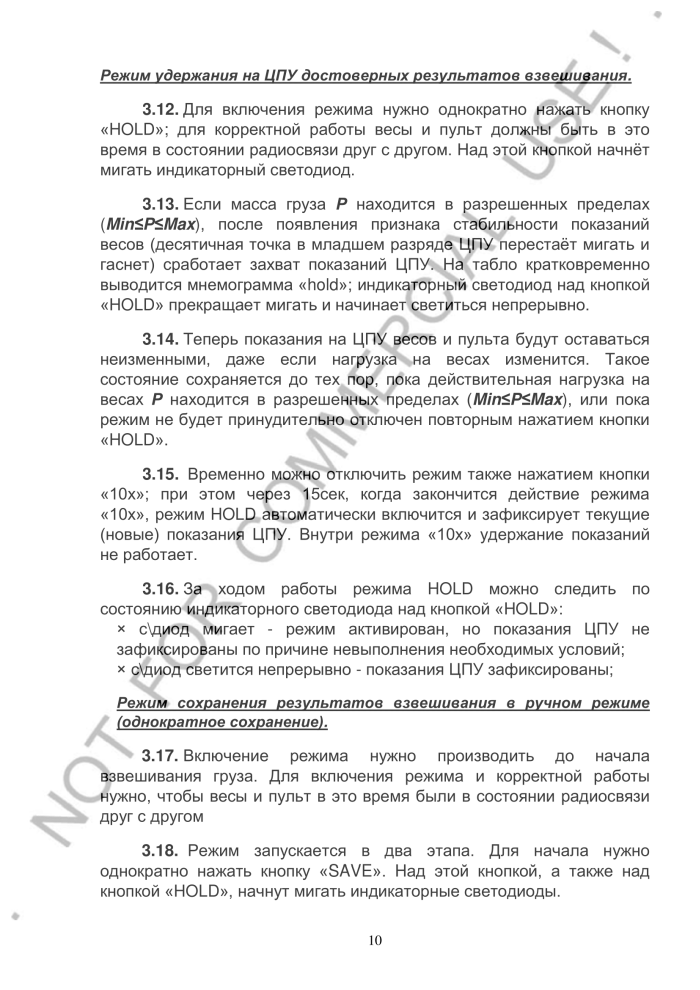 Режим удержания на ЦПУ достоверных результатов взвешивания.
3.12. Для включения режима нужно однократно нажать кнопку
«HOLD»; для корректной работы весы и пульт должны быть в это
время в состоянии радиосвязи друг с другом. Над этой кнопкой начнёт
мигать индикаторный светодиод.
3.13. Если масса груза P находится в разрешенных пределах
(Min≤P≤Max), после появления признака стабильности показаний
весов (десятичная точка в младшем разряде ЦПУ перестаёт мигать и
гаснет) сработает захват показаний ЦПУ. На табло кратковременно
выводится мнемограмма «hold»; индикаторный светодиод над кнопкой
«HOLD» прекращает мигать и начинает светиться непрерывно.
3.14. Теперь показания на ЦПУ весов и пульта будут оставаться
неизменными, даже если нагрузка на весах изменится. Такое
состояние сохраняется до тех пор, пока действительная нагрузка на
весах P находится в разрешенных пределах (Min≤P≤Max), или пока
режим не будет принудительно отключен повторным нажатием кнопки
«HOLD».
3.15. Временно можно отключить режим также нажатием кнопки
«10x»; при этом через 15сек, когда закончится действие режима
«10x», режим HOLD автоматически включится и зафиксирует текущие
(новые) показания ЦПУ. Внутри режима «10x» удержание показаний
не работает.
3.16. За ходом работы режима HOLD можно следить по
состоянию индикаторного светодиода над кнопкой «HOLD»:
× с\диод мигает - режим активирован, но показания ЦПУ не
зафиксированы по причине невыполнения необходимых условий;
× с\диод светится непрерывно - показания ЦПУ зафиксированы;
Режим сохранения результатов взвешивания в ручном режиме
(однократное сохранение).
3.17. Включение режима нужно производить до начала
взвешивания груза. Для включения режима и корректной работы
нужно, чтобы весы и пульт в это время были в состоянии радиосвязи
друг с другом
3.18. Режим запускается в два этапа. Для начала нужно
однократно нажать кнопку «SAVE». Над этой кнопкой, а также над
кнопкой «HOLD», начнут мигать индикаторные светодиоды.
10
NOT FOR COMMERCIAL USE !